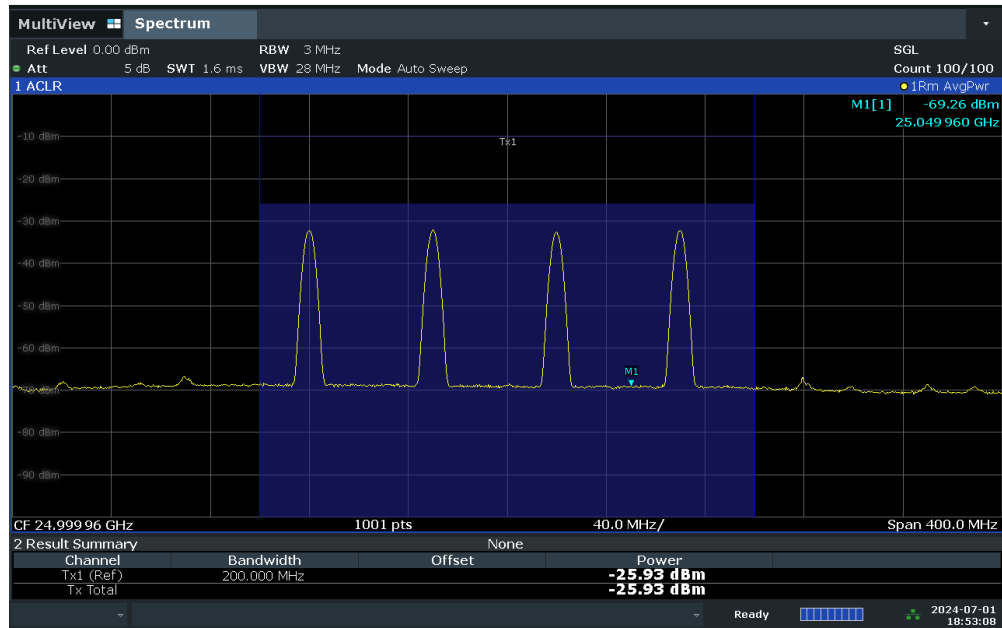 MultiView Spectrum
Ref Level 0.00 dBm RBW 3 MHz SGL
Att 5 dB SWT 1.6 ms VBW 28 MHz Mode Auto Sweep Count 100/100
1 ACLR 1Rm AvgPwr
M1[1] -69.26 dBm
25.049 960 GHz
-10 dBm
Tx1
-20 dBm
-30 dBm
-40 dBm
-50 dBm
-60 dBm
M1
-70 dBm
-80 dBm
-90 dBm
CF 24.999 96 GHz 1001 pts 40.0 MHz/ Span 400.0 MHz
2 Result Summary None
Channel Bandwidth Offset Power
Tx1 (Ref) 200.000 MHz -25.93 dBm
Tx Total -25.93 dBm
Ready 2024-07-01
18:53:08